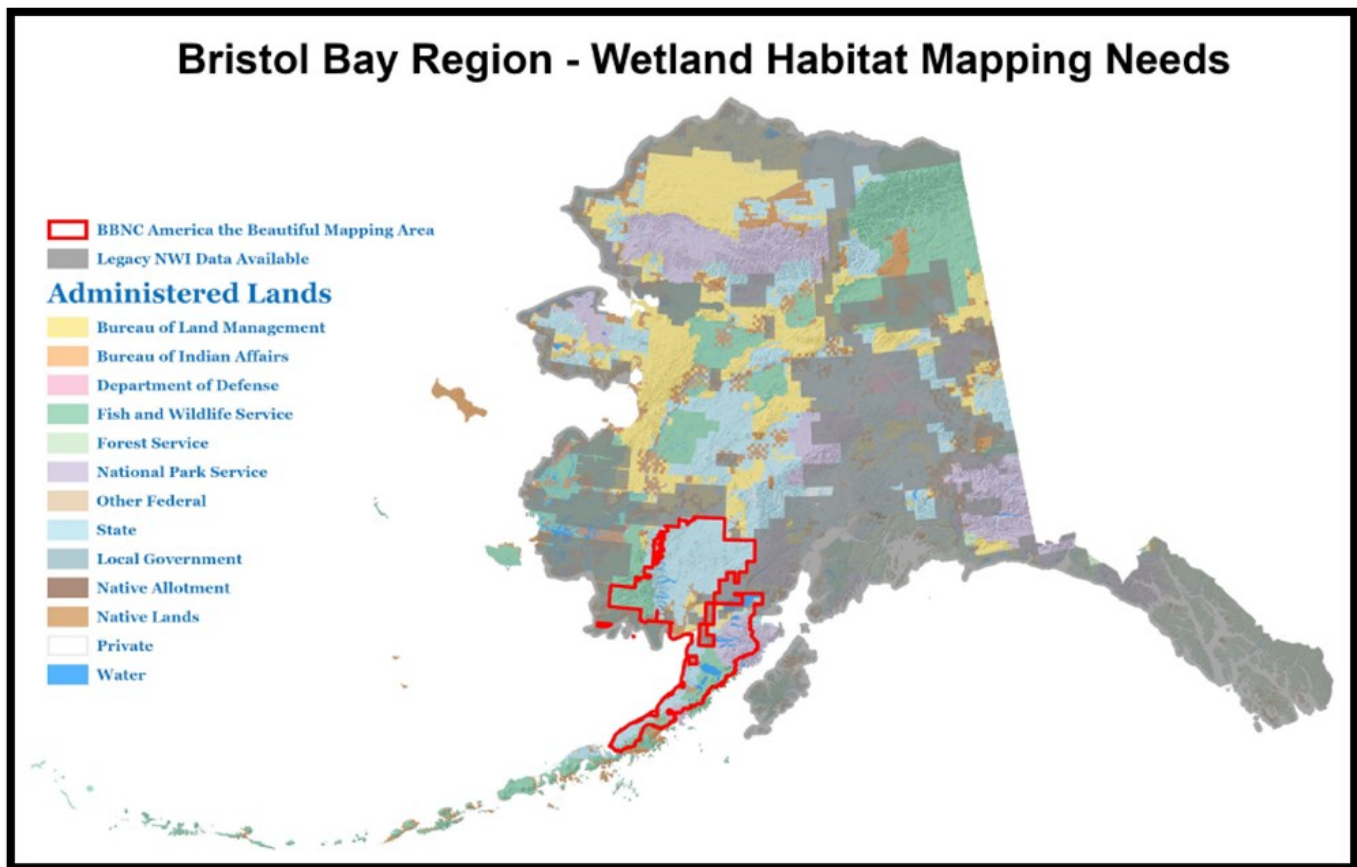 Bristol Bay Region - Wetland Habitat Mapping Needs
BBNC America the Beautiful Mapping Area
Legacy NWI Data Available
Administered Lands
Bureau of Land Management
Bureau of Indian Affairs
Department of Defense
Fish and Wildlife Service
Forest Service
National Park Service
Other Federal
State
Local Government
Native Allotment
Native Lands
Private
Water